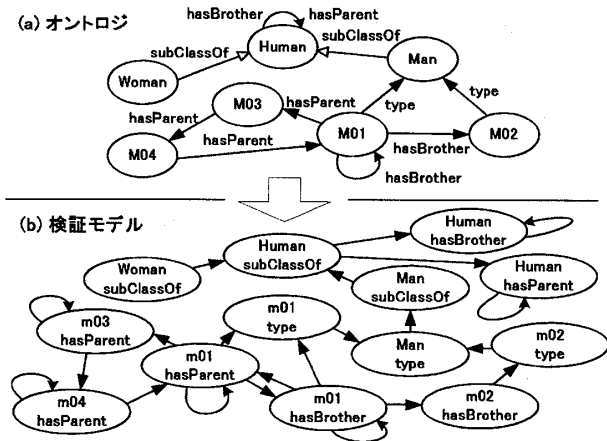 (a) オントロジ
hasBrother
hasParent
Human
subClassOf
subClassOf
Woman
Man
M03
hasParent
type
type
hasParent
hasParent
M01
M02
M04
hasBrother
hasBrother
(b) 検証モデル
Human
hasBrother
Human
subClassOf
Woman
subClassOf
Human
hasParent
Man
subClassOf
m03
hasParent
m01
type
m02
type
m01
hasParent
Man
type
m04
hasParent
m01
hasBrother
m02
hasBrother